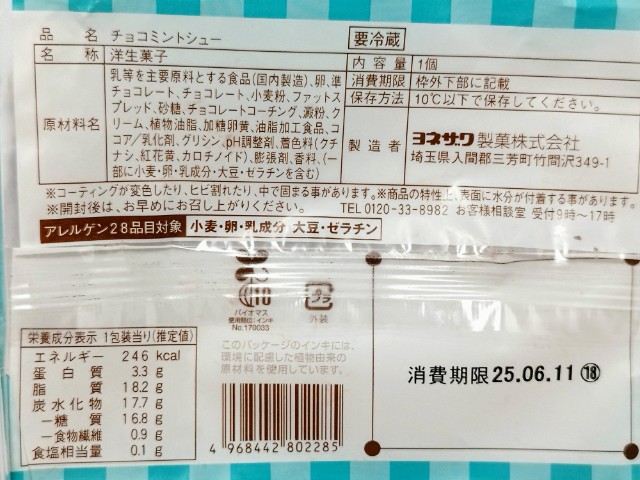 品名 チョコミントシュー 要冷蔵
名称 洋生菓子
原材料名 乳等を主要原料とする食品(国内製造)、卵、準
チョコレート、チョコレート、小麦粉、ファットス
プレッド、砂糖、チョコレートコーチング、澱粉、ク
リーム、植物油脂、加糖卵黄、油脂加工食品、コ
コア/乳化剤、グリシン、pH調整剤、着色料(クチ
ナシ、紅花黄、カロチノイド)、膨張剤、香料、(一
部に小麦・卵・乳成分・大豆・ゼラチンを含む)
内容量 1個
消費期限 枠外下部に記載
保存方法 10℃以下で保存してください。
製造者 ヨネザワ製菓株式会社
埼玉県入間郡三芳町竹間沢349-1
※コーティングが変色したり、ヒビ割れたり、中で固まる事があります。※商品の特性上、表面に水分が付着する事があります。
※開封後は、お早めにお召し上がりください。 TEL 0120-33-8982 お客様相談室 受付9時〜17時
アレルゲン28品目対象 小麦・卵・乳成分・大豆・ゼラチン
10
バイオマス
使用部位:インキ
No.170033
プラ
外装
このパッケージのインキには、
環境に配慮した植物由来の
原材料を使用しています。
栄養成分表示 1包装当り(推定値)
エネルギー 246 kcal
蛋白質 3.3 g
脂質 18.2 g
炭水化物 17.7 g
―糖質 16.8 g
―食物繊維 0.9 g
食塩相当量 0.1 g
4 968442 802285
消費期限 25.06.11 ⑱